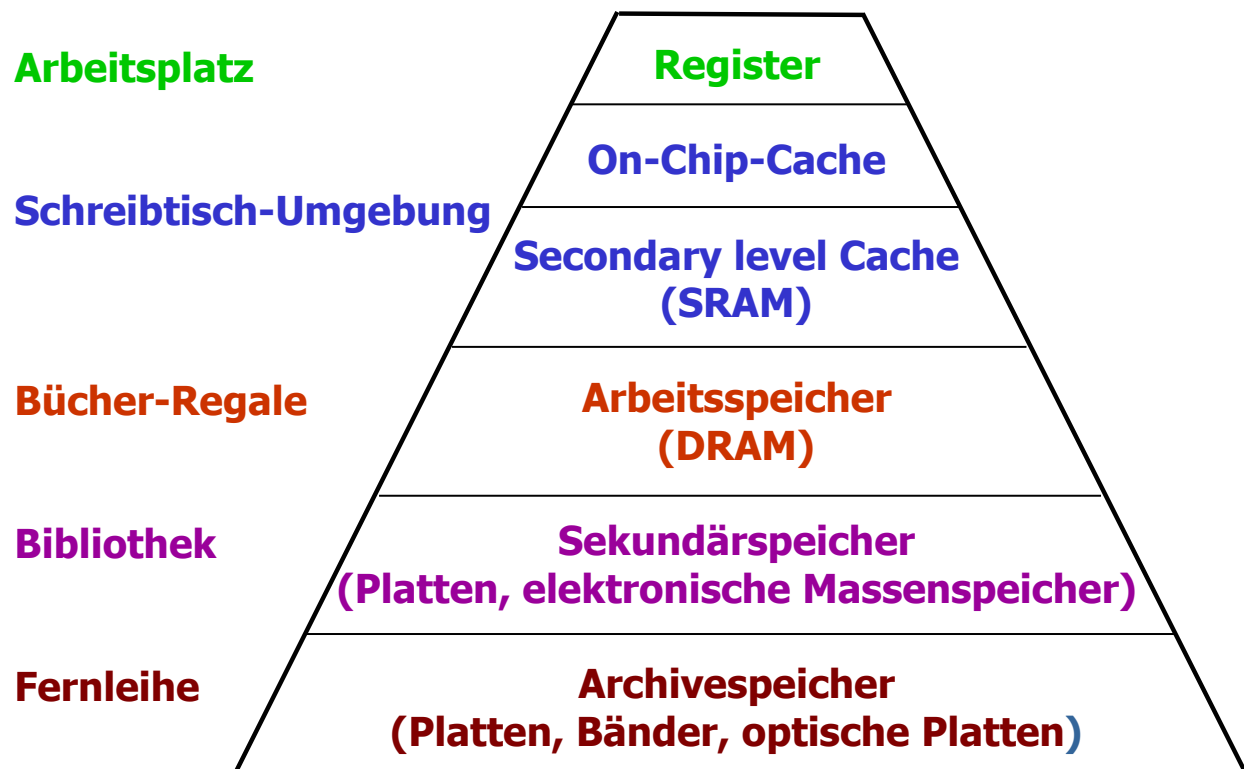 Arbeitsplatz
Register
On-Chip-Cache
Schreibtisch-Umgebung
Secondary level Cache
(SRAM)
Bücher-Regale
Arbeitsspeicher
(DRAM)
Bibliothek
Sekundärspeicher
(Platten, elektronische Massenspeicher)
Fernleihe
Archivespeicher
(Platten, Bänder, optische Platten)